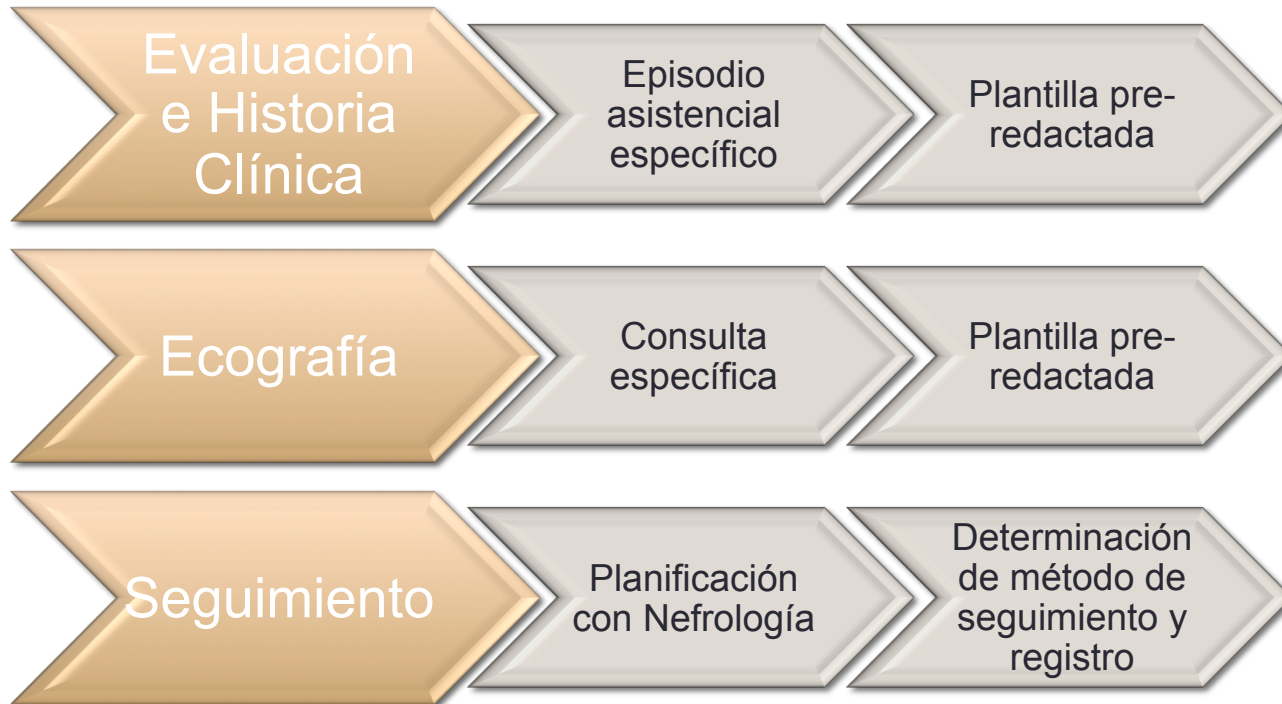 Evaluación
e Historia
Clínica
Episodio
asistencial
específico
Plantilla pre-
redactada
Ecografía
Consulta
específica
Plantilla pre-
redactada
Seguimiento
Planificación
con Nefrología
Determinación
de método de
seguimiento y
registro